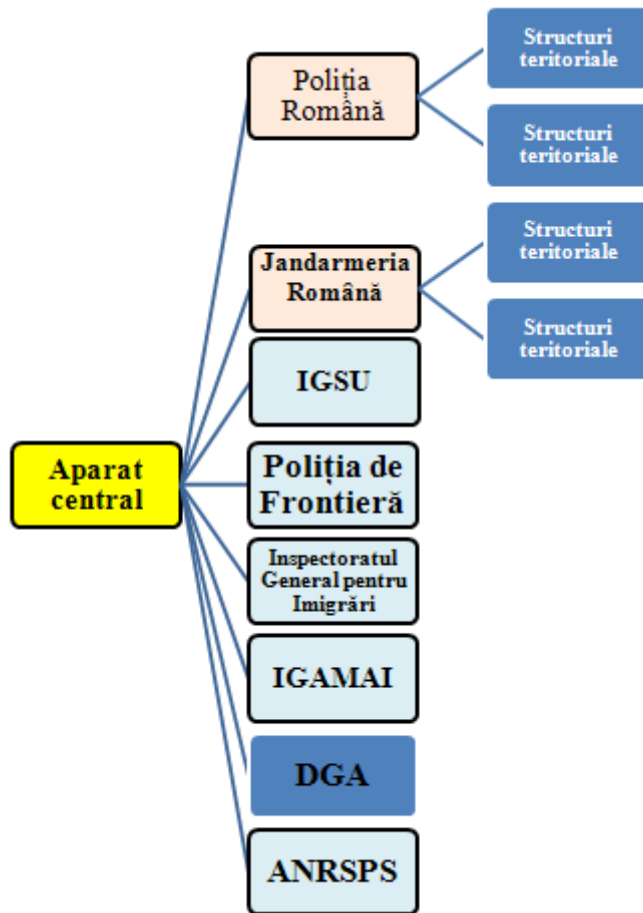 Structuri
teritoriale
Poliția
Română
Structuri
teritoriale
Structuri
teritoriale
Jandarmeria
Română
Structuri
teritoriale
IGSU
Aparat
central
Poliția de
Frontieră
Inspectoratul
General pentru
Imigrări
IGAMAI
DGA
ANRSPS